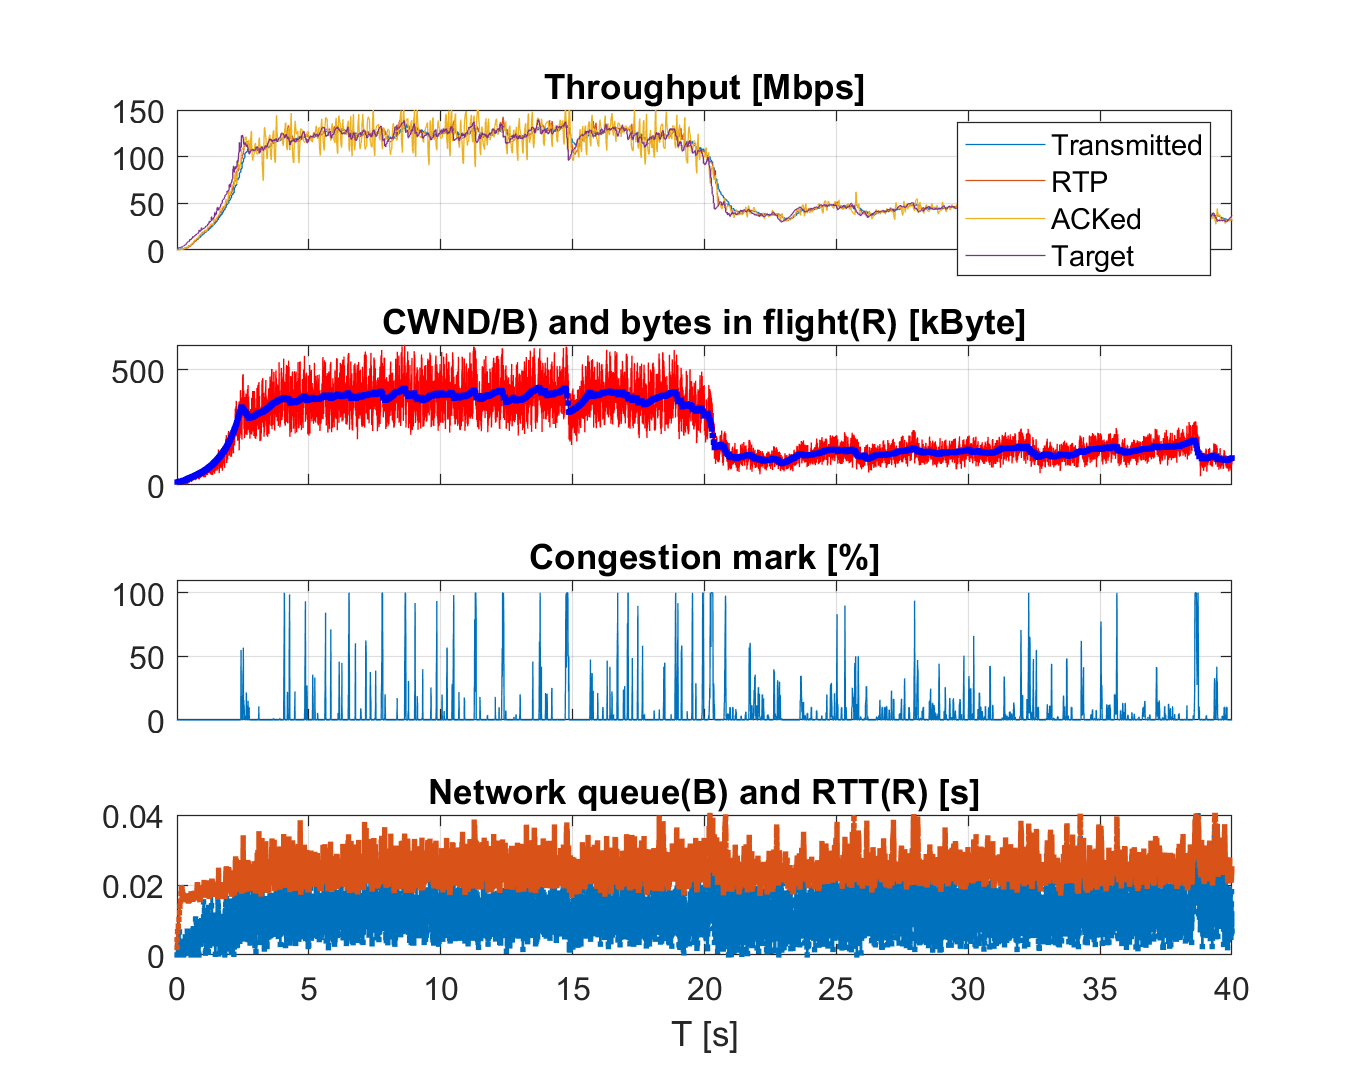 Throughput [Mbps]
150
100
50
0
Transmitted
RTP
ACKed
Target
CWND/B) and bytes in flight(R) [kByte]
500
0
Congestion mark [%]
100
50
0
Network queue(B) and RTT(R) [s]
0.04
0.02
0
0 5 10 15 20 25 30 35 40
T [s]